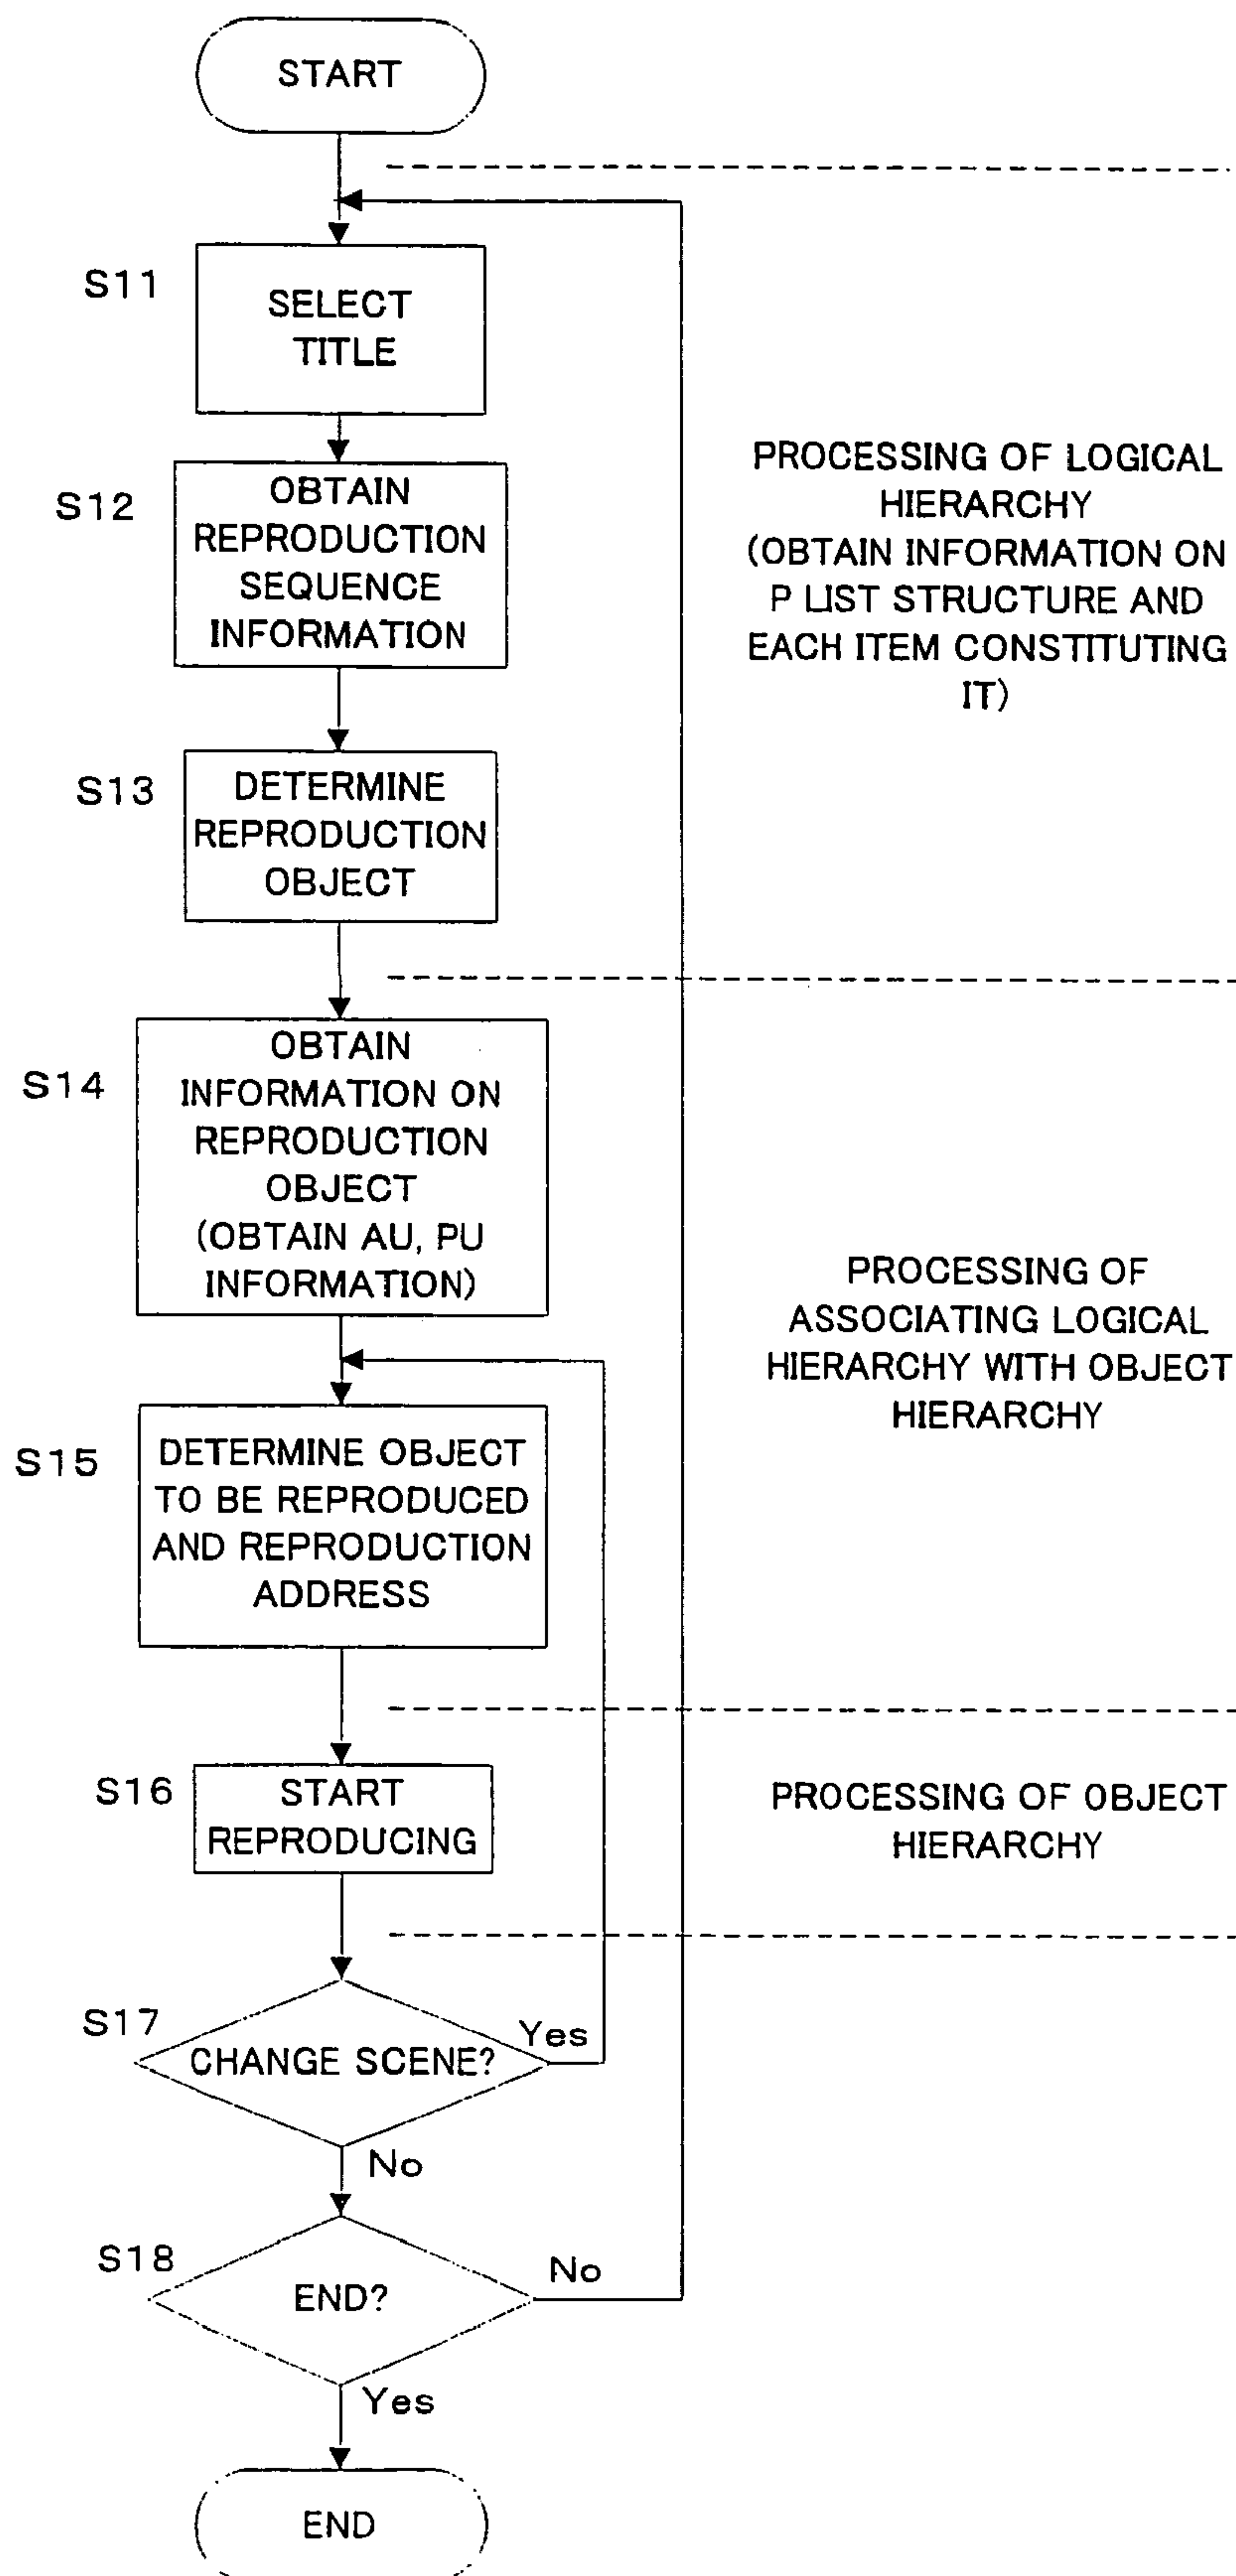 START
S11
SELECT
TITLE
S12
OBTAIN
REPRODUCTION
SEQUENCE
INFORMATION
PROCESSING OF LOGICAL
HIERARCHY
(OBTAIN INFORMATION ON
P LIST STRUCTURE AND
EACH ITEM CONSTITUTING
IT)
S13
DETERMINE
REPRODUCTION
OBJECT
S14
OBTAIN
INFORMATION ON
REPRODUCTION
OBJECT
(OBTAIN AU, PU
INFORMATION)
PROCESSING OF
ASSOCIATING LOGICAL
HIERARCHY WITH OBJECT
HIERARCHY
S15
DETERMINE OBJECT
TO BE REPRODUCED
AND REPRODUCTION
ADDRESS
S16
START
REPRODUCING
PROCESSING OF OBJECT
HIERARCHY
S17
CHANGE SCENE?
Yes
No
S18
END?
No
Yes
END